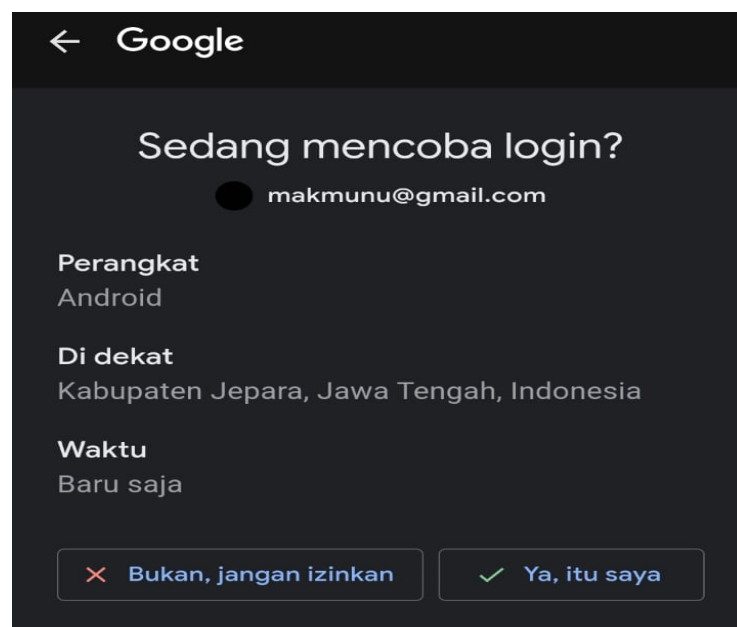 Google
Sedang mencoba login?
makmunu@gmail.com
Perangkat
Android
Di dekat
Kabupaten Jepara, Jawa Tengah, Indonesia
Waktu
Baru saja
Bukan, jangan izinkan
Ya, itu saya